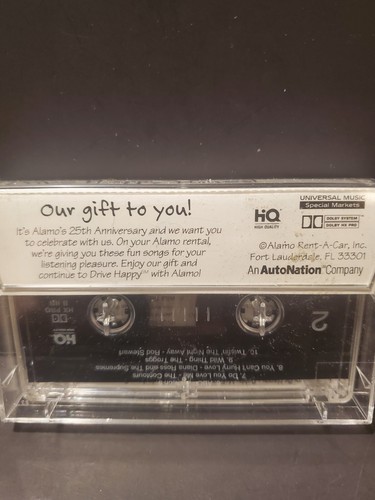 Our gift to you!
It's Alamo's 25th Anniversary and we want you
to celebrate with us. On your Alamo rental,
we're giving you these fun songs for your
listening pleasure. Enjoy our gift and
continue to Drive Happy℠ with Alamo!
HQ
HIGH QUALITY
UNIVERSAL MUSIC
Special Markets
DOLBY SYSTEM
DOLBY HX PRO
©Alamo Rent-A-Car, Inc.
Fort Lauderdale, FL 33301
An AutoNation Company
2
HQ
7. Do You Love Me - The Contours
8. You Can't Hurry Love - Diana Ross and The Supremes
9. Wild Thing - The Troggs
10. Twistin' The Night Away - Rod Stewart